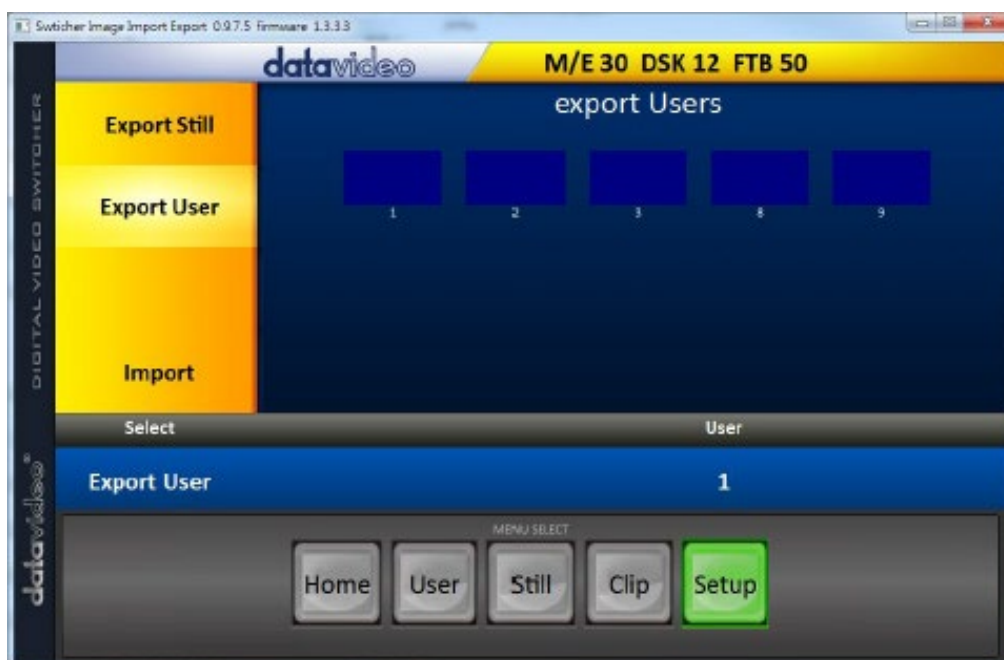 Swticher Image Import Export 0.9.7.5 firmware 1.3.3.3
datavideo
M/E 30 DSK 12 FTB 50
DIGITAL VIDEO SWITCHER
datavideo®
Export Still
Export User
Import
export Users
1 2 3 8 9
Select User
Export User 1
MENU SELECT
Home User Still Clip Setup